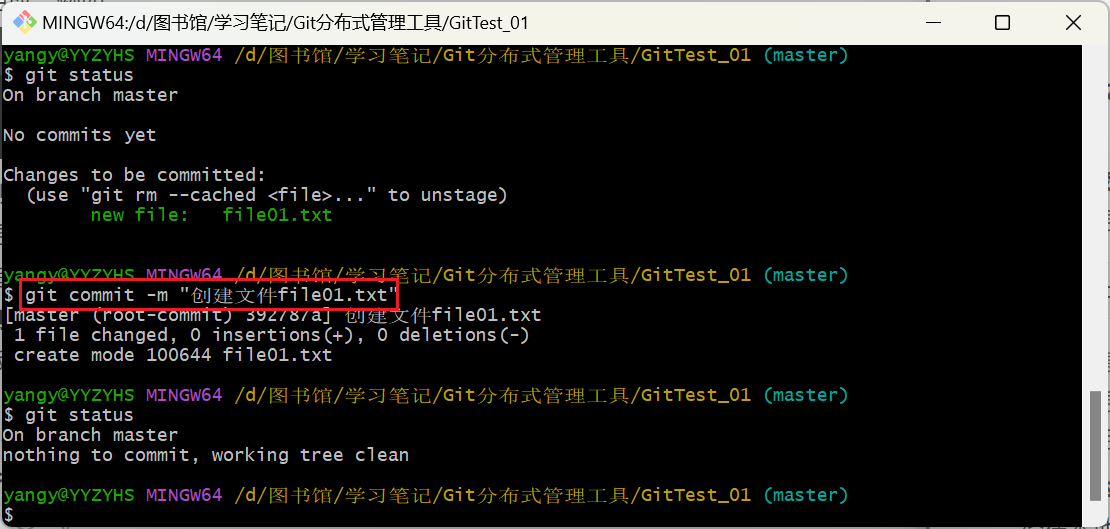 MINGW64:/d/图书馆/学习笔记/Git分布式管理工具/GitTest_01
yangy@YYZYHS MINGW64 /d/图书馆/学习笔记/Git分布式管理工具/GitTest_01 (master)
$ git status
On branch master
No commits yet
Changes to be committed:
(use "git rm --cached <file>..." to unstage)
new file: file01.txt
yangy@YYZYHS MINGW64 /d/图书馆/学习笔记/Git分布式管理工具/GitTest_01 (master)
$ git commit -m "创建文件file01.txt"
[master (root-commit) 392787a] 创建文件file01.txt
1 file changed, 0 insertions(+), 0 deletions(-)
create mode 100644 file01.txt
yangy@YYZYHS MINGW64 /d/图书馆/学习笔记/Git分布式管理工具/GitTest_01 (master)
$ git status
On branch master
nothing to commit, working tree clean
yangy@YYZYHS MINGW64 /d/图书馆/学习笔记/Git分布式管理工具/GitTest_01 (master)
$